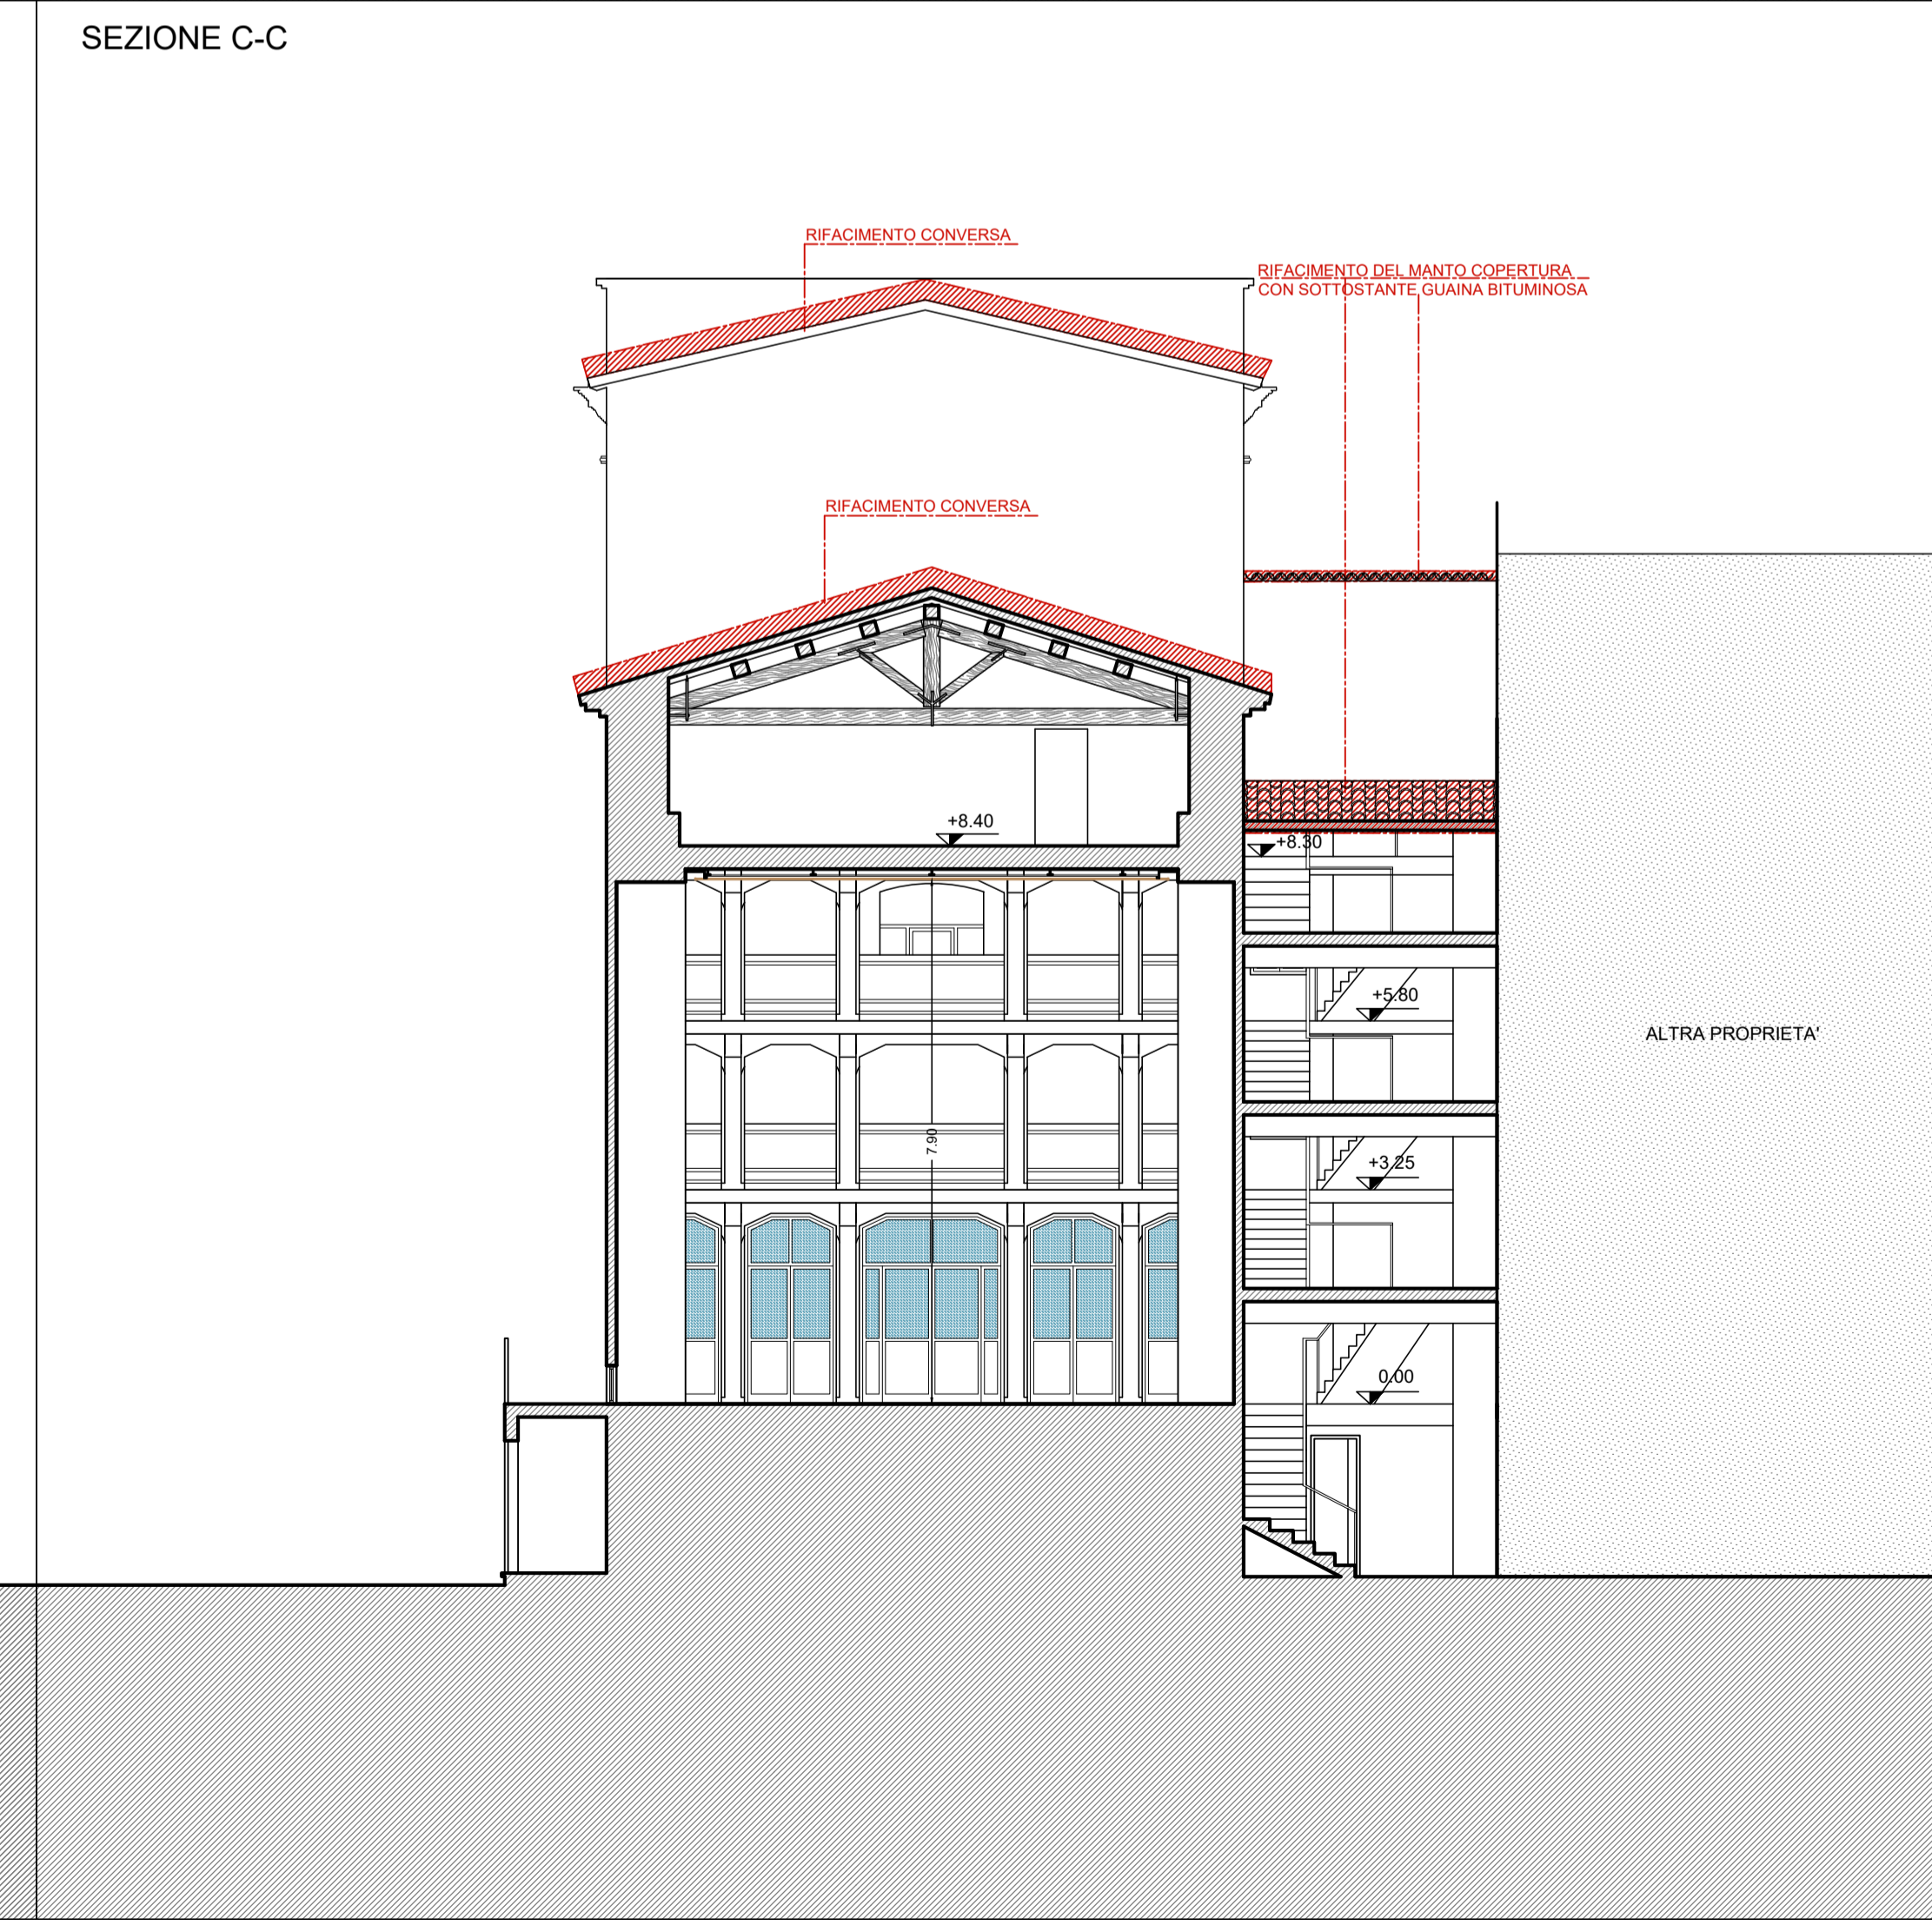 SEZIONE C-C
RIFACIMENTO CONVERSA
RIFACIMENTO DEL MANTO COPERTURA
CON SOTTOSTANTE GUAINA BITUMINOSA
RIFACIMENTO CONVERSA
+8.40
+8.30
+5.80
ALTRA PROPRIETA'
7.90
+3.25
0.00